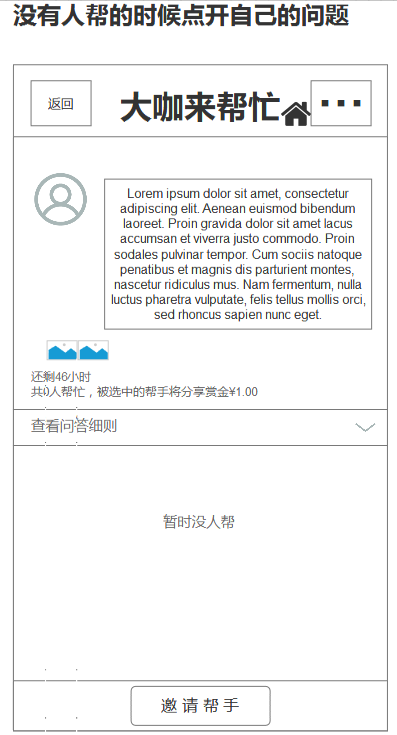 没有人帮的时候点开自己的问题
返回
大咖来帮忙
Lorem ipsum dolor sit amet, consectetur
adipiscing elit. Aenean euismod bibendum
laoreet. Proin gravida dolor sit amet lacus
accumsan et viverra justo commodo. Proin
sodales pulvinar tempor. Cum sociis natoque
penatibus et magnis dis parturient montes,
nascetur ridiculus mus. Nam fermentum, nulla
luctus pharetra vulputate, felis tellus mollis orci,
sed rhoncus sapien nunc eget.
还剩46小时
共0人帮忙，被选中的帮手将分享赏金¥1.00
查看问答细则
暂时没人帮
邀请帮手